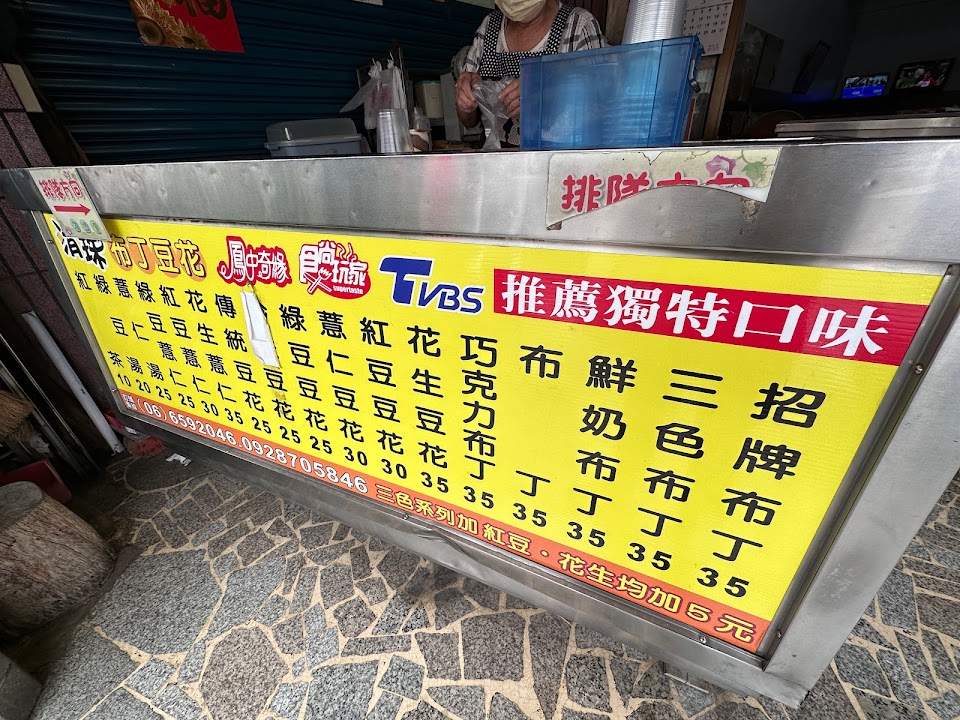 排隊方向
排隊方向
清珠 布丁豆花
鳳中奇緣
食尚玩家
supertaste
TVBS
推薦獨特口味
招牌布丁 35
三色布丁 35
鮮奶布丁 35
布丁 35
巧克力布丁 35
花生豆花 35
紅豆豆花 30
薏仁豆花 30
綠豆豆花 25
豆花 25
傳統豆花 25
花生薏仁 35
紅豆薏仁 30
綠豆薏仁 25
薏仁湯 25
綠豆湯 20
紅茶 10
(06)6592046.0928705846
三色系列加紅豆・花生均加5元